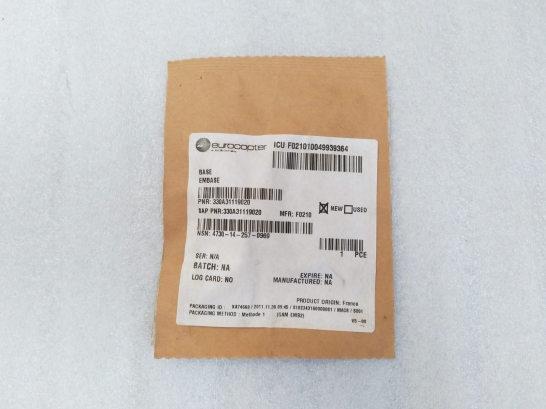 eurocopter
ICU F021010049939364
BASE
EMBASE
PNR:330A31119020
SAP PNR:330A31119020 MFR: F0210
NEW USED
NSN: 4730-14-257-0969
1 PCE
SER: N/A
BATCH: NA
LOG CARD: NO
EXPIRE: NA
MANUFACTURED: NA
PRODUCT ORIGIN: France
PACKAGING ID :
PACKAGING METHOD : Methode 1